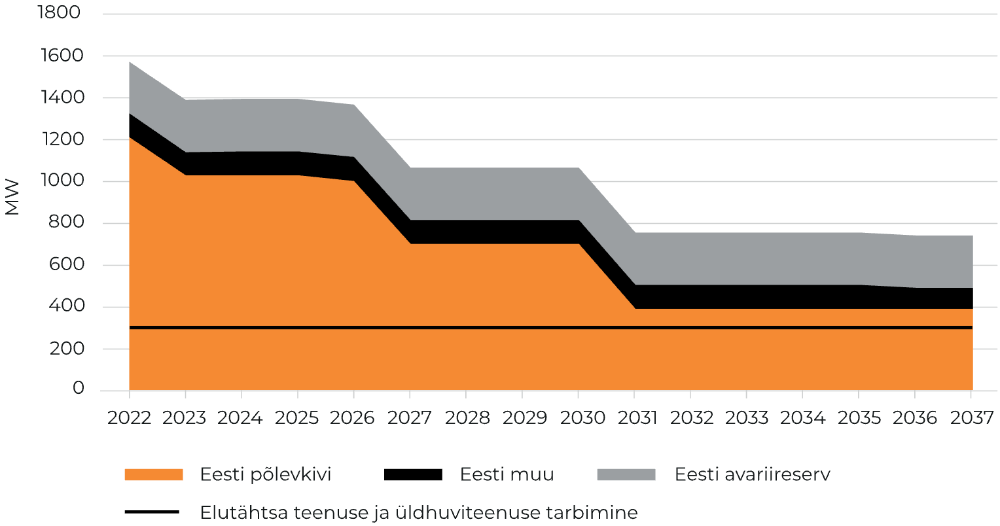 1800
1600
1400
1200
1000
800
600
400
200
0
MW
2022 2023 2024 2025 2026 2027 2028 2029 2030 2031 2032 2033 2034 2035 2036 2037
Eesti põlevkivi Eesti muu Eesti avariireserv
Elutähtsa teenuse ja üldhuviteenuse tarbimine